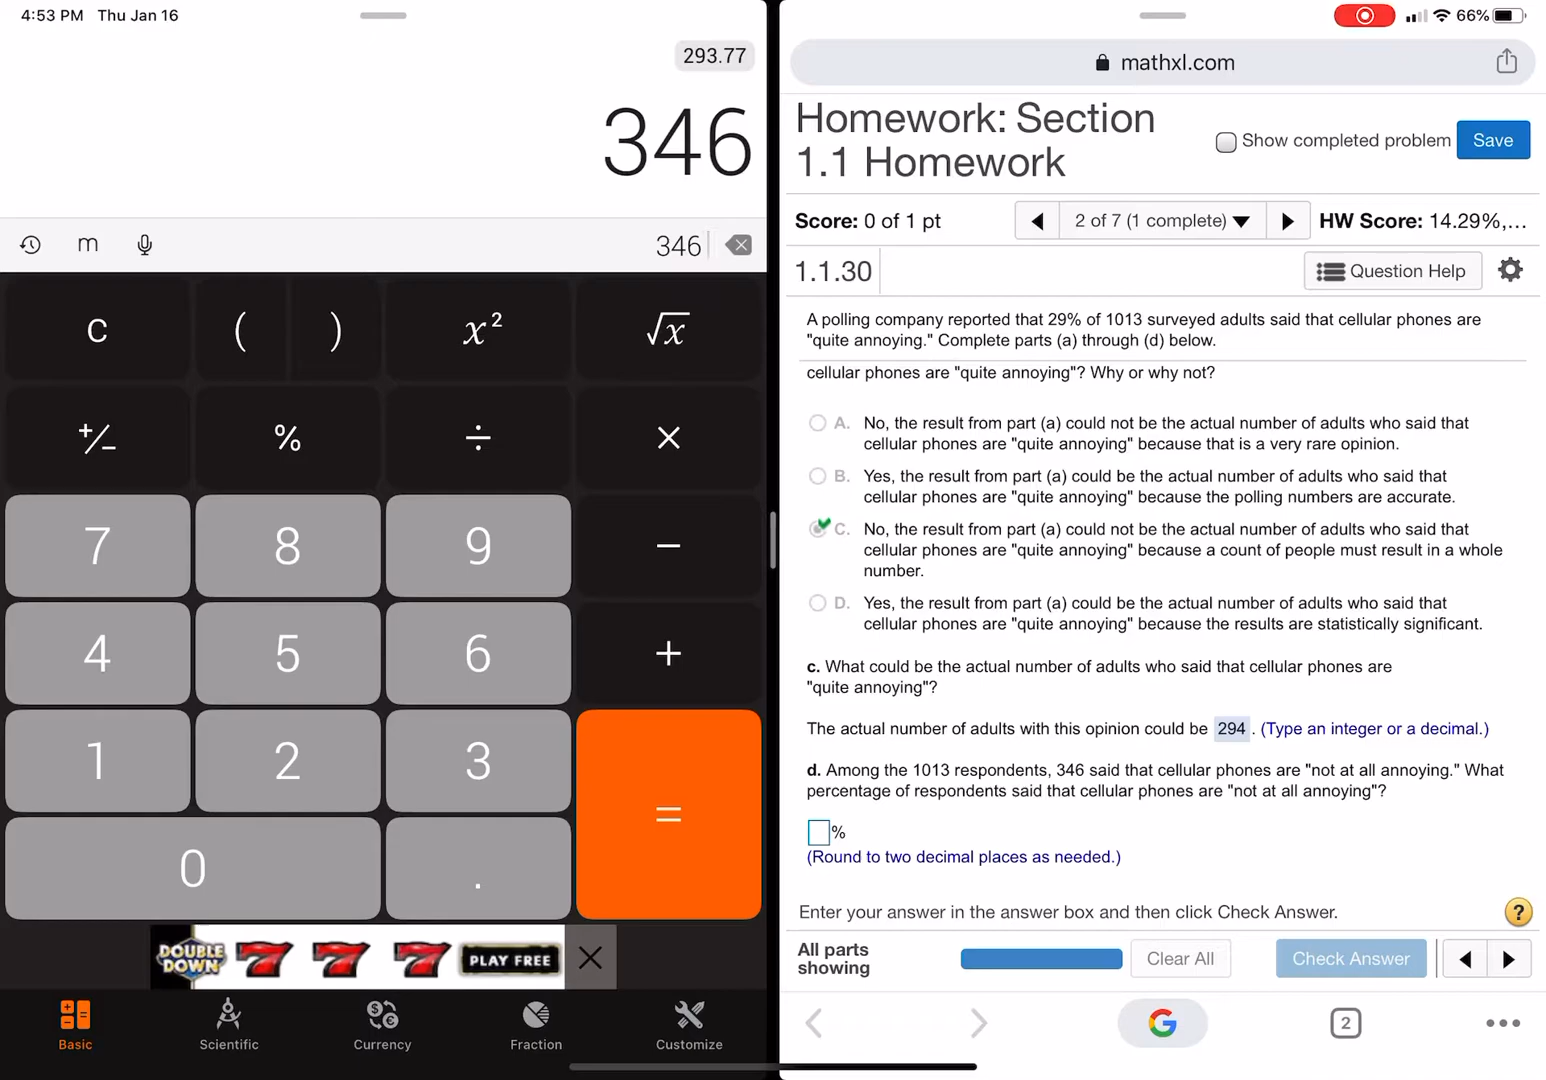 4:53 PM Thu Jan 16
293.77
346
m
346
C
( )
x²
√x
+/−
%
÷
×
7
8
9
−
4
5
6
+
1
2
3
=
0
.
DOUBLE DOWN
7 7 7
PLAY FREE
Basic
Scientific
Currency
Fraction
Customize
66%
mathxl.com
Homework: Section
1.1 Homework
Show completed problem
Save
Score: 0 of 1 pt
2 of 7 (1 complete)
HW Score: 14.29%,...
1.1.30
Question Help
A polling company reported that 29% of 1013 surveyed adults said that cellular phones are
"quite annoying." Complete parts (a) through (d) below.
cellular phones are "quite annoying"? Why or why not?
A. No, the result from part (a) could not be the actual number of adults who said that
cellular phones are "quite annoying" because that is a very rare opinion.
B. Yes, the result from part (a) could be the actual number of adults who said that
cellular phones are "quite annoying" because the polling numbers are accurate.
C. No, the result from part (a) could not be the actual number of adults who said that
cellular phones are "quite annoying" because a count of people must result in a whole
number.
D. Yes, the result from part (a) could be the actual number of adults who said that
cellular phones are "quite annoying" because the results are statistically significant.
c. What could be the actual number of adults who said that cellular phones are
"quite annoying"?
The actual number of adults with this opinion could be 294 . (Type an integer or a decimal.)
d. Among the 1013 respondents, 346 said that cellular phones are "not at all annoying." What
percentage of respondents said that cellular phones are "not at all annoying"?
%
(Round to two decimal places as needed.)
Enter your answer in the answer box and then click Check Answer.
?
All parts
showing
Clear All
Check Answer
G
2